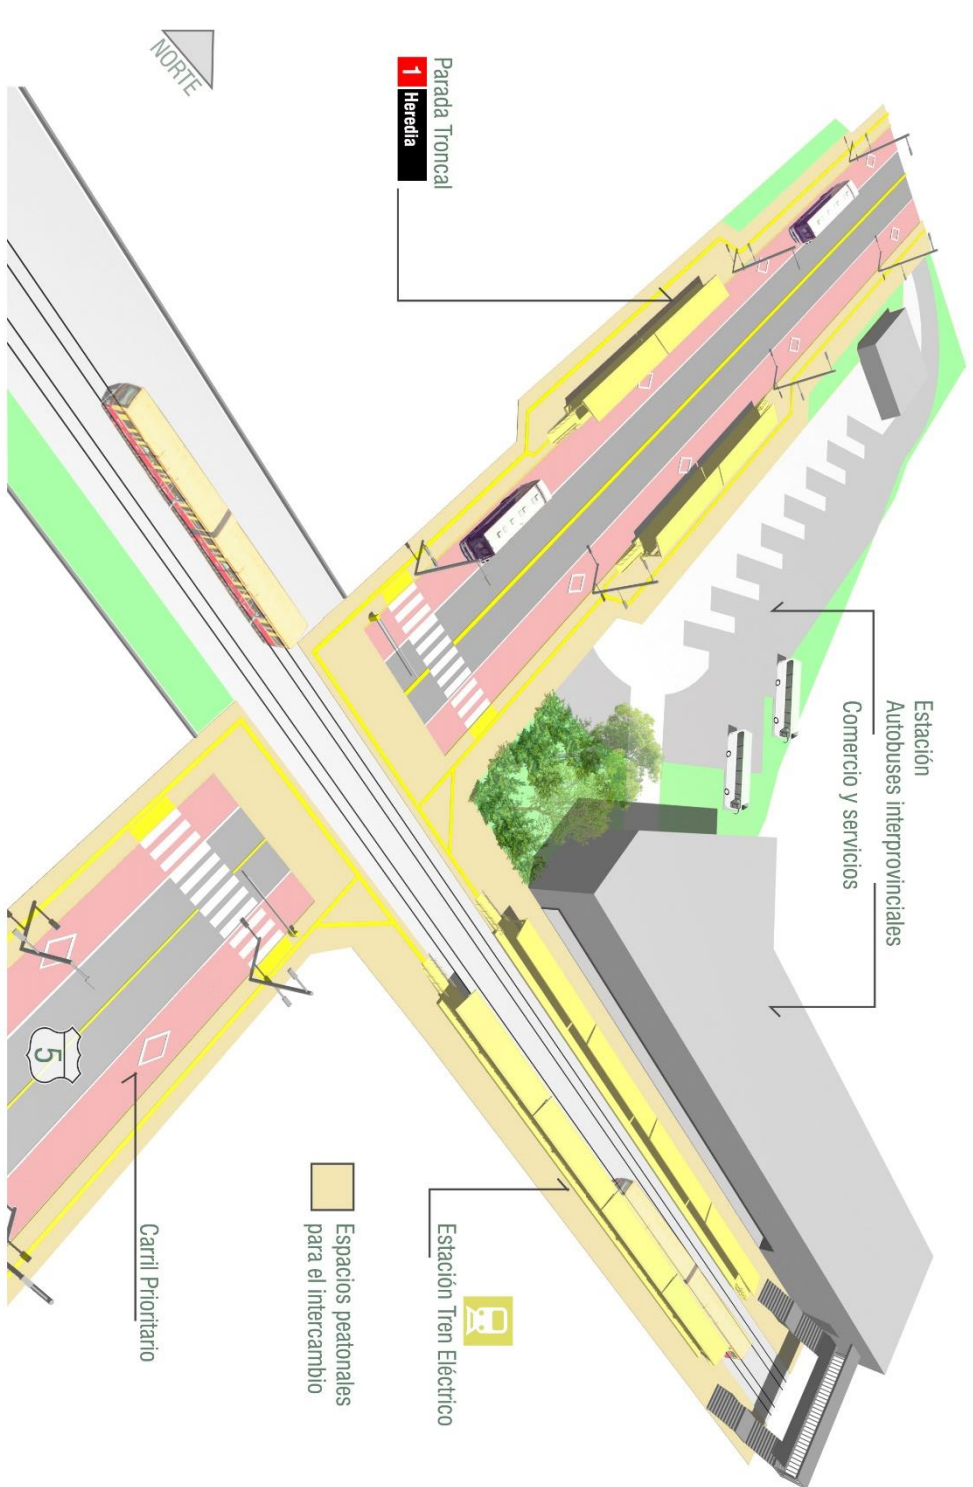 NORTE
Parada Troncal
1 Heredia
Estación
Autobuses interprovinciales
Comercio y servicios
5
Estación Tren Eléctrico
Espacios peatonales
para el intercambio
Carril Prioritario